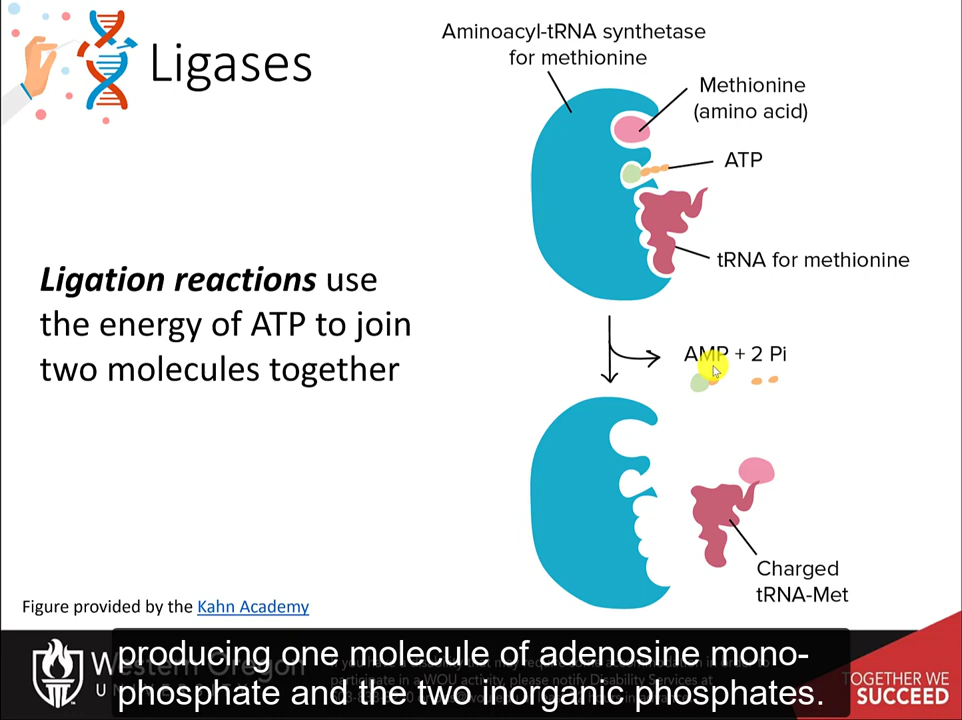 Ligases
Aminoacyl-tRNA synthetase
for methionine
Methionine
(amino acid)
ATP
tRNA for methionine
Ligation reactions use
the energy of ATP to join
two molecules together
AMP + 2 Pi
Charged
tRNA-Met
Figure provided by the Kahn Academy
producing one molecule of adenosine mono-
phosphate and the two inorganic phosphates.
Western Oregon
TOGETHER WE
SUCCEED